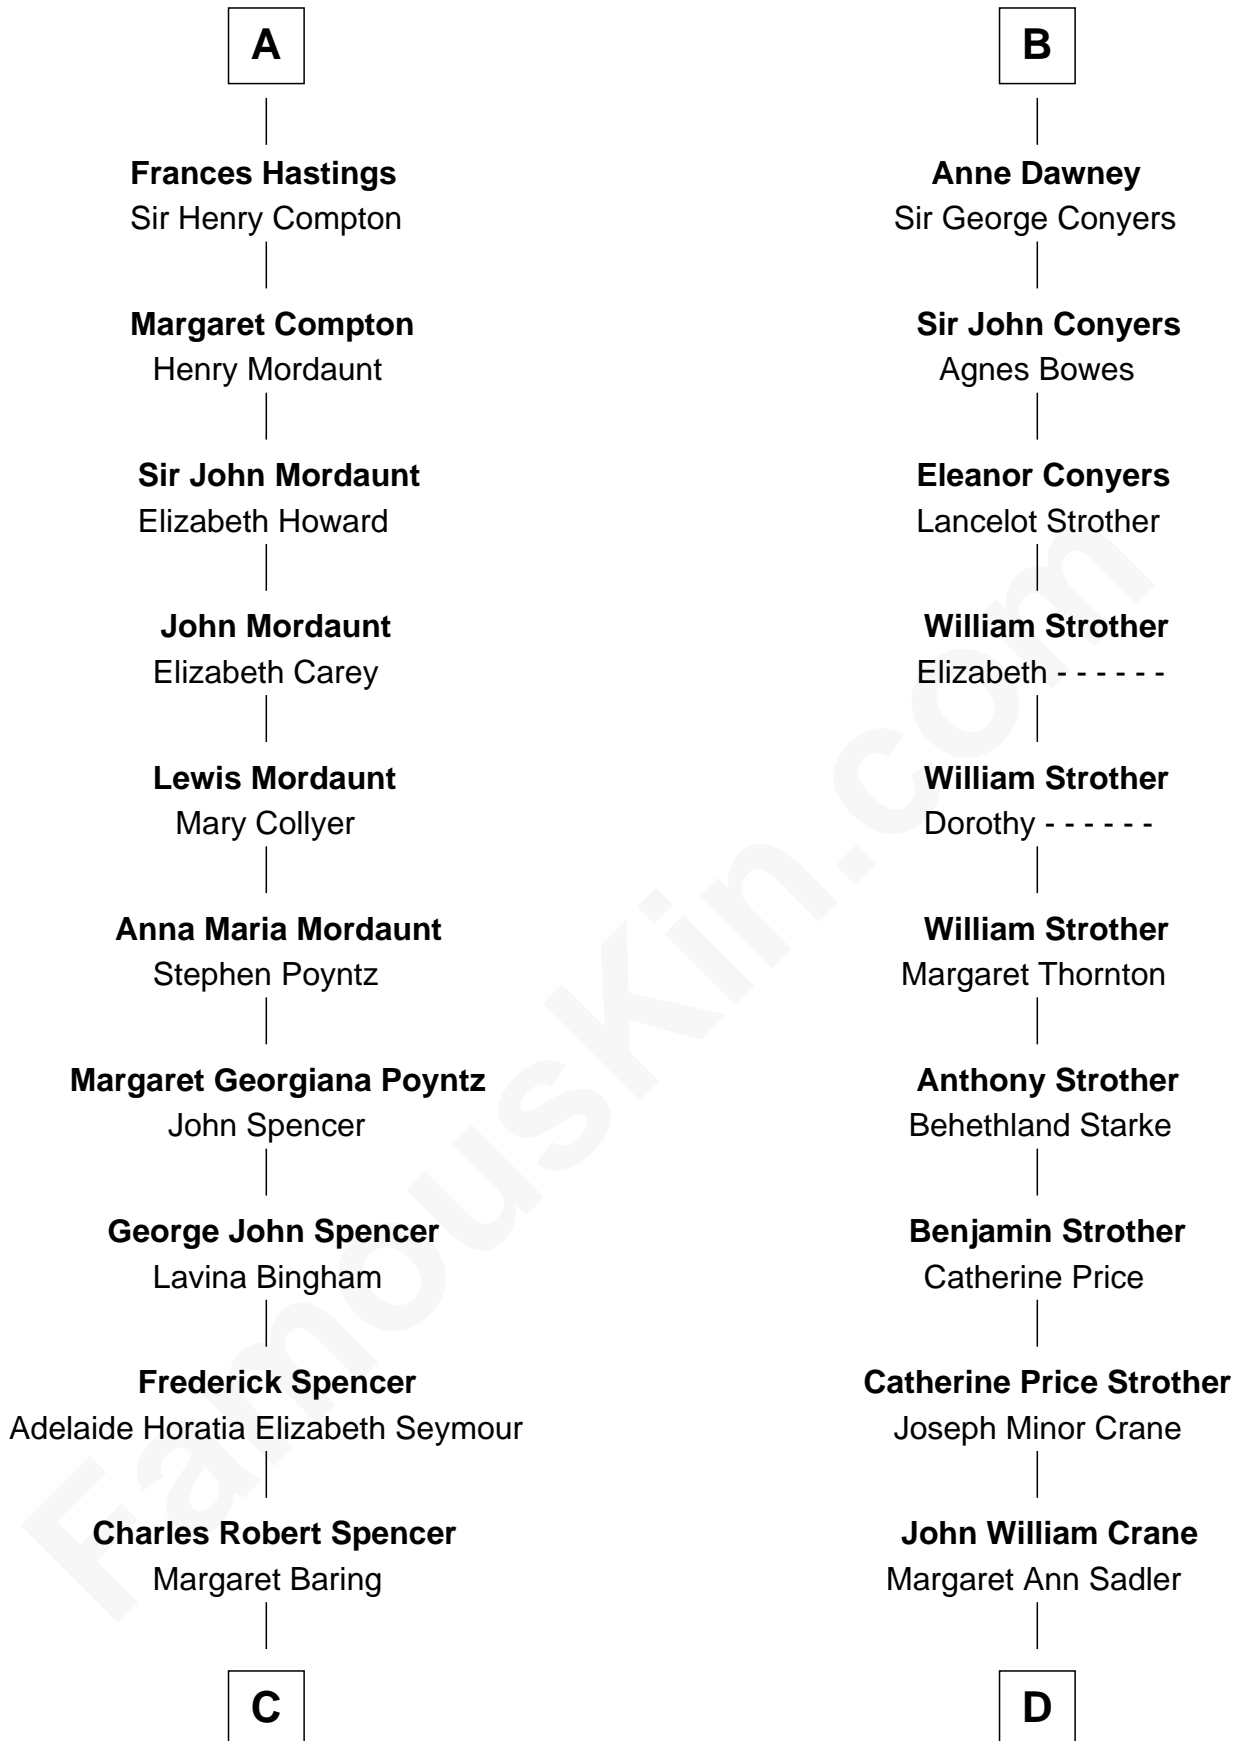 A
Frances Hastings
Sir Henry Compton
Margaret Compton
Henry Mordaunt
Sir John Mordaunt
Elizabeth Howard
John Mordaunt
Elizabeth Carey
Lewis Mordaunt
Mary Collyer
Anna Maria Mordaunt
Stephen Poyntz
Margaret Georgiana Poyntz
John Spencer
George John Spencer
Lavina Bingham
Frederick Spencer
Adelaide Horatia Elizabeth Seymour
Charles Robert Spencer
Margaret Baring
C
B
Anne Dawney
Sir George Conyers
Sir John Conyers
Agnes Bowes
Eleanor Conyers
Lancelot Strother
William Strother
Elizabeth - - - - - -
William Strother
Dorothy - - - - - -
William Strother
Margaret Thornton
Anthony Strother
Behethland Starke
Benjamin Strother
Catherine Price
Catherine Price Strother
Joseph Minor Crane
John William Crane
Margaret Ann Sadler
D
FamousKin.com